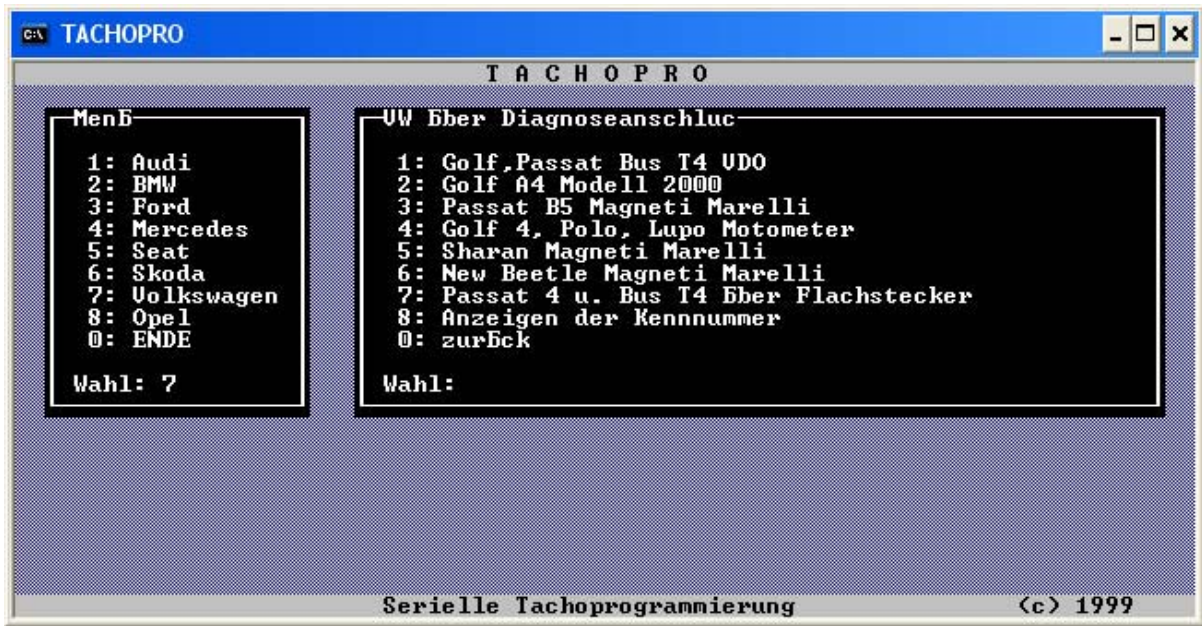 TACHOPRO
T A C H O P R O
MenБ
1: Audi
2: BMW
3: Ford
4: Mercedes
5: Seat
6: Skoda
7: Volkswagen
8: Opel
0: ENDE
Wahl: 7
VW Бber Diagnoseanschluс
1: Golf,Passat Bus T4 VDO
2: Golf A4 Modell 2000
3: Passat B5 Magneti Marelli
4: Golf 4, Polo, Lupo Motometer
5: Sharan Magneti Marelli
6: New Beetle Magneti Marelli
7: Passat 4 u. Bus T4 Бber Flachstecker
8: Anzeigen der Kennnummer
0: zurБck
Wahl:
Serielle Tachoprogrammierung (c) 1999